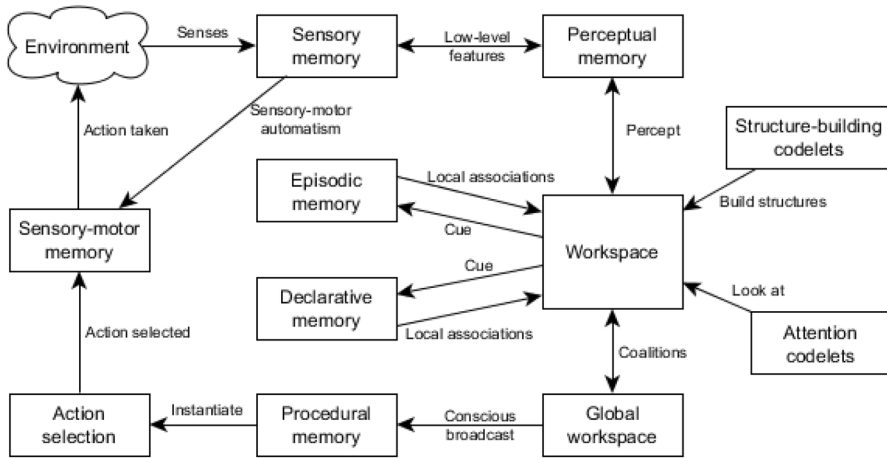 Environment
Senses
Sensory
memory
Low-level
features
Perceptual
memory
Action taken
Sensory-motor
automatism
Percept
Structure-building
codelets
Build structures
Episodic
memory
Local associations
Cue
Sensory-motor
memory
Workspace
Declarative
memory
Cue
Local associations
Look at
Attention
codelets
Action selected
Coalitions
Action
selection
Instantiate
Procedural
memory
Conscious
broadcast
Global
workspace